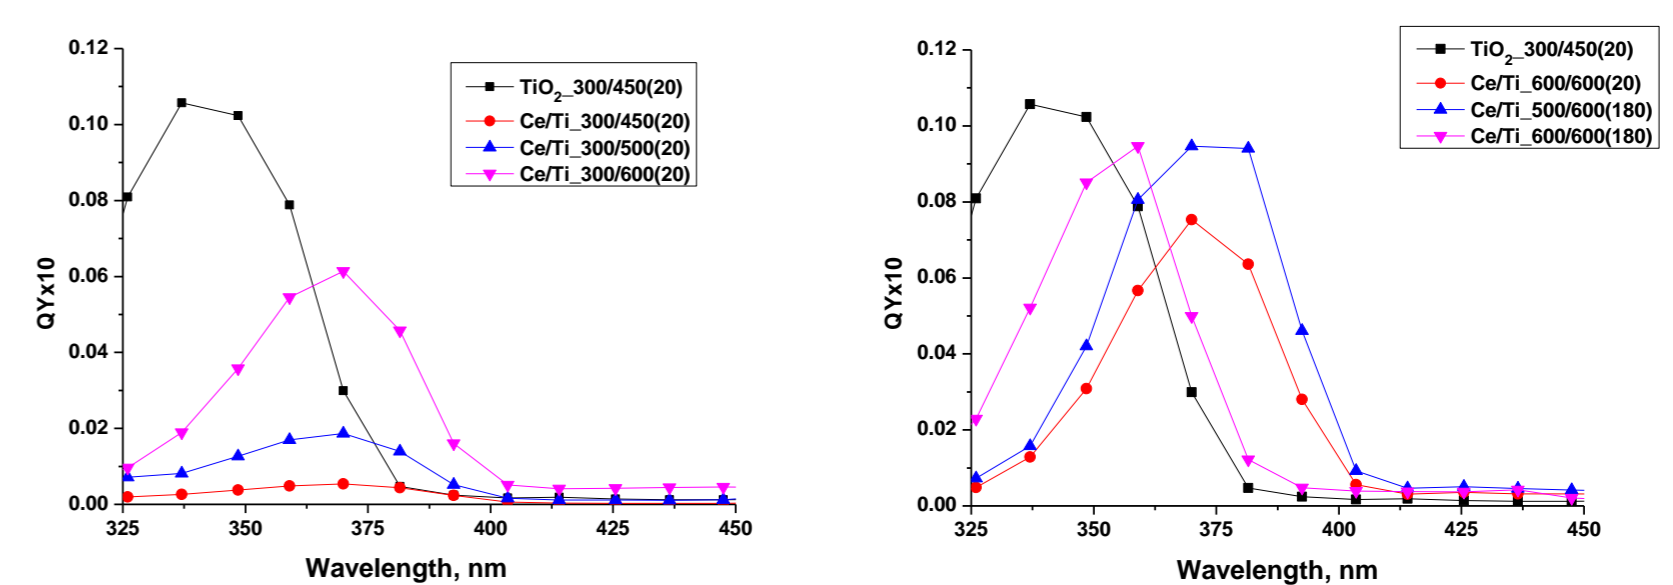 0.12
0.10
0.08
0.06
0.04
0.02
0.00
QYx10
325
350
375
400
425
450
Wavelength, nm
TiO2_300/450(20)
Ce/Ti_300/450(20)
Ce/Ti_300/500(20)
Ce/Ti_300/600(20)
0.12
0.10
0.08
0.06
0.04
0.02
0.00
QYx10
325
350
375
400
425
450
Wavelength, nm
TiO2_300/450(20)
Ce/Ti_600/600(20)
Ce/Ti_500/600(180)
Ce/Ti_600/600(180)